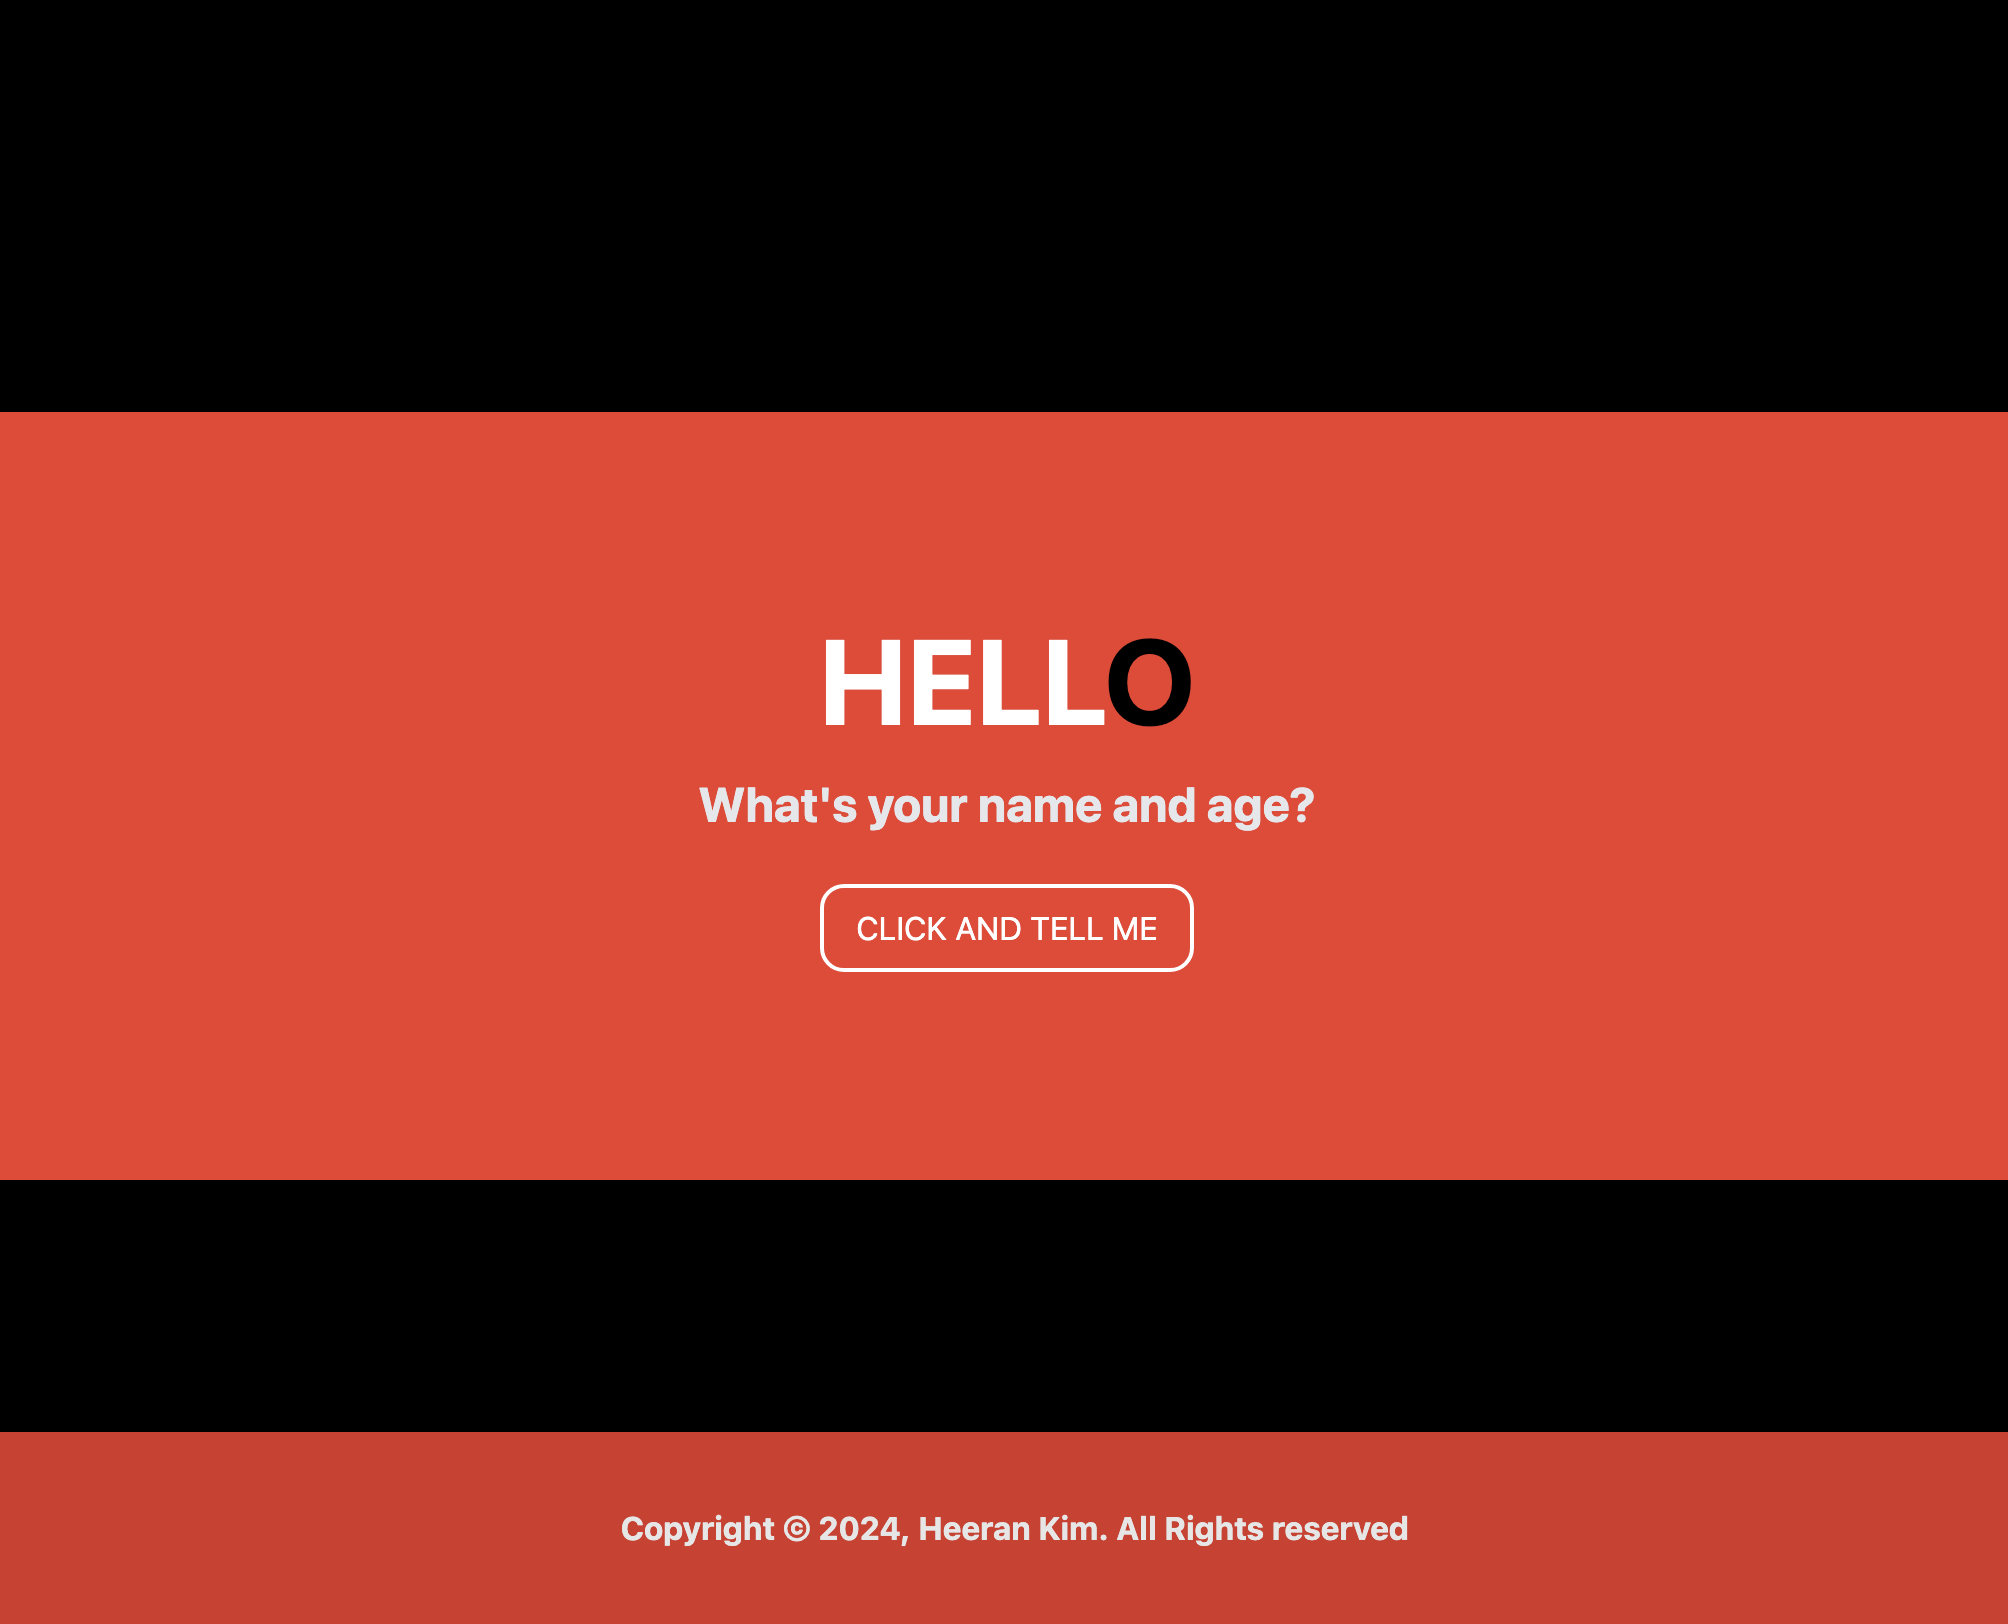 HELLO
What's your name and age?
CLICK AND TELL ME
Copyright © 2024, Heeran Kim. All Rights reserved